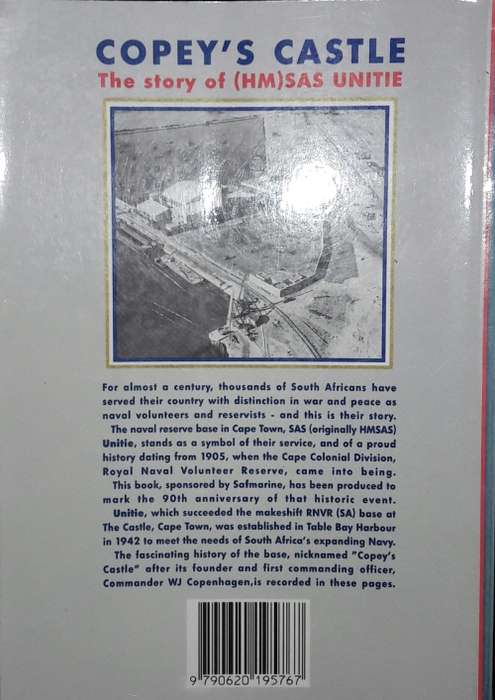 COPEY'S CASTLE
The story of (HM)SAS UNITIE
For almost a century, thousands of South Africans have
served their country with distinction in war and peace as
naval volunteers and reservists - and this is their story.
The naval reserve base in Cape Town, SAS (originally HMSAS)
Unitie, stands as a symbol of their service, and of a proud
history dating from 1905, when the Cape Colonial Division,
Royal Naval Volunteer Reserve, came into being.
This book, sponsored by Safmarine, has been produced to
mark the 90th anniversary of that historic event.
Unitie, which succeeded the makeshift RNVR (SA) base at
The Castle, Cape Town, was established in Table Bay Harbour
in 1942 to meet the needs of South Africa's expanding Navy.
The fascinating history of the base, nicknamed "Copey's
Castle" after its founder and first commanding officer,
Commander WJ Copenhagen,is recorded in these pages.
9 790620 195767